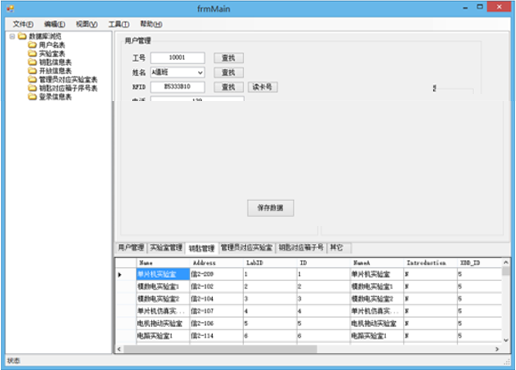 frmMain
文件(F) 编辑(E) 视图(V) 工具(T) 帮助(H)
数据库浏览
用户名表
实验室表
钥匙信息表
开放信息表
管理员对应实验室表
钥匙对应箱子序号表
登录信息表
用户管理
工号 10001 查找
姓名 A值班 查找
RFID B5333B10 查找 读卡号
保存数据
用户管理 实验室管理 钥匙管理 管理员对应实验室 钥匙对应箱子号 其它
Name Address LabID ID NameA Introduction XDB_ID
单片机实验室 信2-209 1 1 单片机实验室 N 5
模数电实验室1 信2-102 2 2 模数电实验室1 N 5
模数电实验室2 信2-104 3 3 模数电实验室2 N 5
单片机仿真实... 信2-107 4 4 单片机仿真实... N 5
电机拖动实验室 信2-106 5 5 电机拖动实验室 N 5
电路实验室1 信2-114 6 6 电路实验室1 N 5
状态